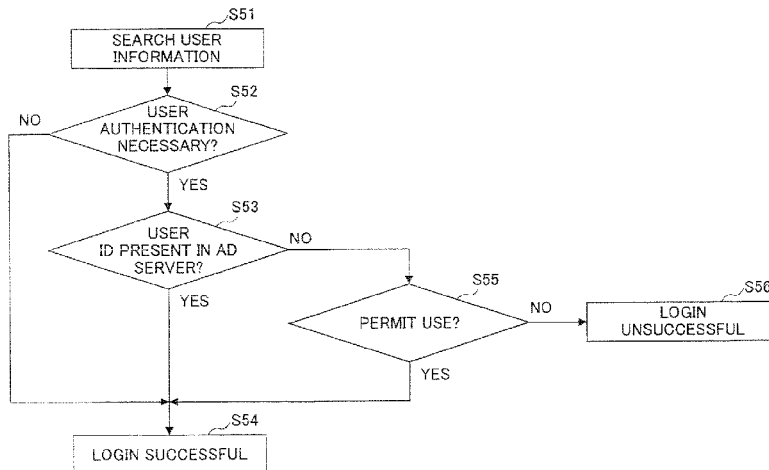 S51
SEARCH USER
INFORMATION
S52
USER
AUTHENTICATION
NECESSARY?
NO
YES
S53
USER
ID PRESENT IN AD
SERVER?
NO
YES
S55
PERMIT USE?
NO
YES
S56
LOGIN
UNSUCCESSFUL
S54
LOGIN SUCCESSFUL